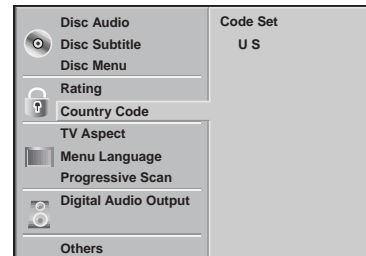 Disc Audio
Disc Subtitle
Disc Menu
Rating
Country Code
TV Aspect
Menu Language
Progressive Scan
Digital Audio Output
Others
Code Set
U S